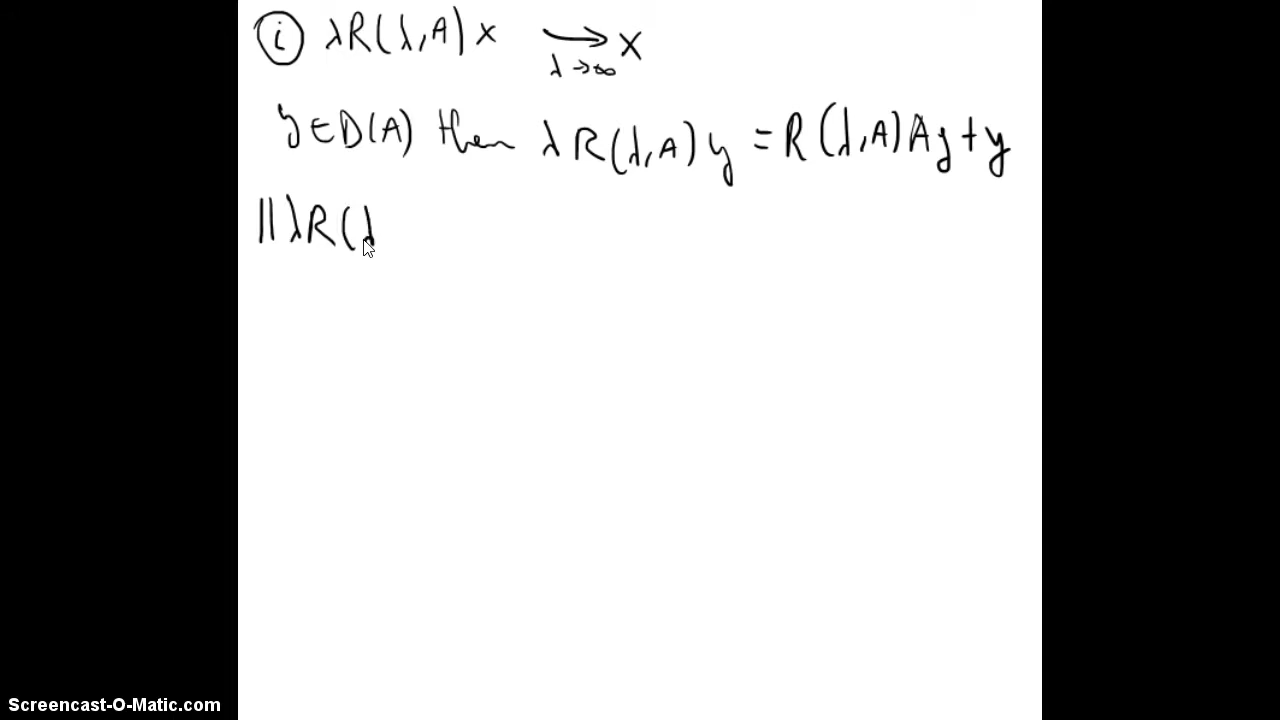 (i) λR(λ,A)x ⟶ x
λ→∞
y∈D(A) then λR(λ,A)y = R(λ,A)Ay+y
||λR(λ
Screencast-O-Matic.com